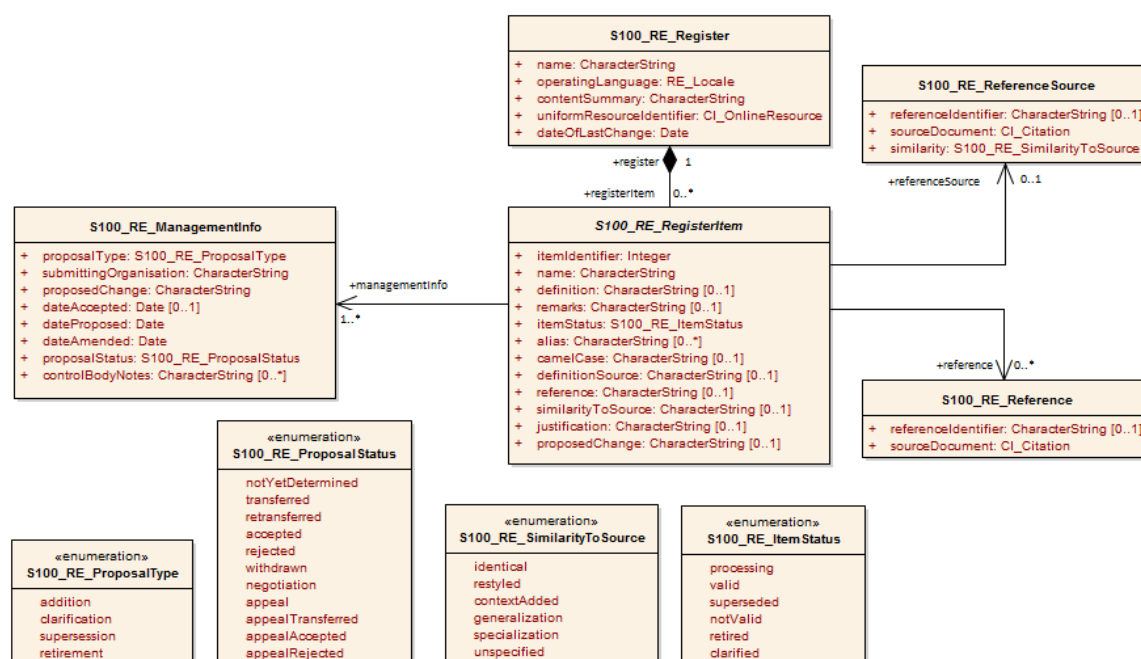 S100_RE_Register
+ name: CharacterString
+ operatingLanguage: RE_Locale
+ contentSummary: CharacterString
+ uniformResourceIdentifier: CI_OnlineResource
+ dateOfLastChange: Date
+register 1
+registerItem 0..*
S100_RE_ReferenceSource
+ referenceIdentifier: CharacterString [0..1]
+ sourceDocument: CI_Citation
+ similarity: S100_RE_SimilarityToSource
+referenceSource 0..1
S100_RE_ManagementInfo
+ proposalType: S100_RE_ProposalType
+ submittingOrganisation: CharacterString
+ proposedChange: CharacterString
+ dateAccepted: Date [0..1]
+ dateProposed: Date
+ dateAmended: Date
+ proposalStatus: S100_RE_ProposalStatus
+ controlBodyNotes: CharacterString [0..*]
+managementInfo
1..*
S100_RE_RegisterItem
+ itemIdentifier: Integer
+ name: CharacterString
+ definition: CharacterString [0..1]
+ remarks: CharacterString [0..1]
+ itemStatus: S100_RE_ItemStatus
+ alias: CharacterString [0..*]
+ camelCase: CharacterString [0..1]
+ definitionSource: CharacterString [0..1]
+ reference: CharacterString [0..1]
+ similarityToSource: CharacterString [0..1]
+ justification: CharacterString [0..1]
+ proposedChange: CharacterString [0..1]
+reference 0..*
S100_RE_Reference
+ referenceIdentifier: CharacterString [0..1]
+ sourceDocument: CI_Citation
«enumeration»
S100_RE_ProposalType
addition
clarification
supersession
retirement
«enumeration»
S100_RE_ProposalStatus
notYetDetermined
transferred
retransferred
accepted
rejected
withdrawn
negotiation
appeal
appealTransferred
appealAccepted
appealRejected
«enumeration»
S100_RE_SimilarityToSource
identical
restyled
contextAdded
generalization
specialization
unspecified
«enumeration»
S100_RE_ItemStatus
processing
valid
superseded
notValid
retired
clarified